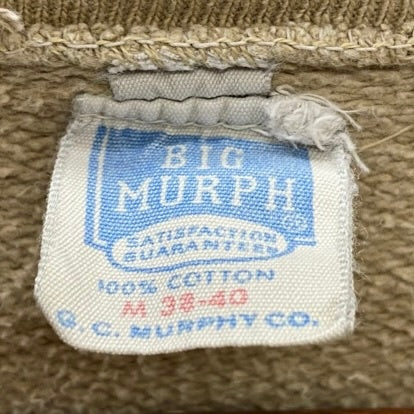 BIG
MURPH®
SATISFACTION
GUARANTEED
100% COTTON
M 38-40
G. C. MURPHY CO.